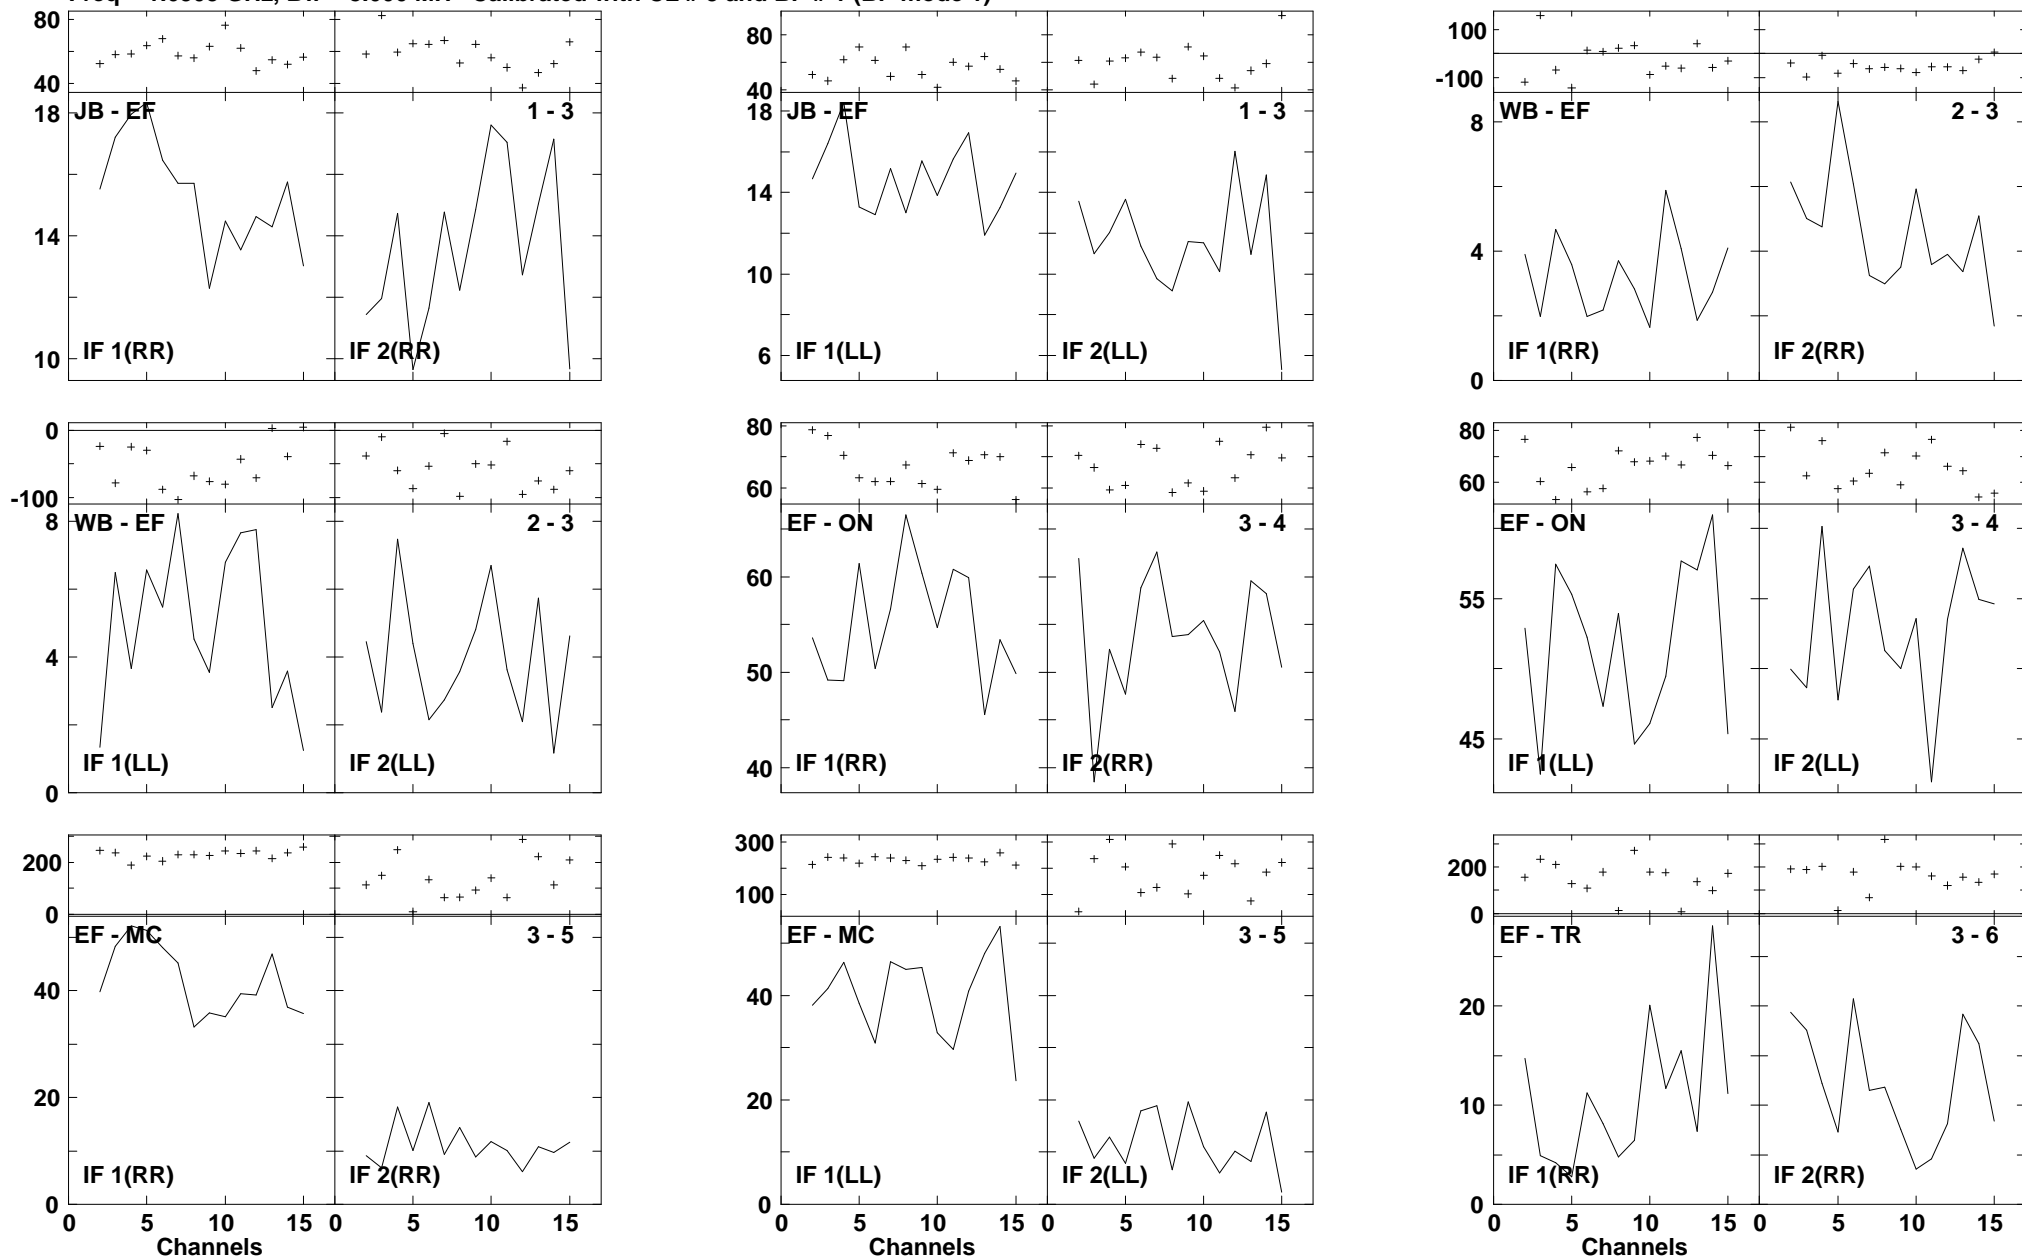 80
40
JB - EF
1 - 3
18
14
10
IF 1(RR)
IF 2(RR)
80
40
JB - EF
1 - 3
18
14
10
6
IF 1(LL)
IF 2(LL)
100
-100
WB - EF
2 - 3
8
4
0
IF 1(RR)
IF 2(RR)
0
-100
WB - EF
2 - 3
8
4
0
IF 1(LL)
IF 2(LL)
80
60
EF - ON
3 - 4
60
50
40
IF 1(RR)
IF 2(RR)
80
60
EF - ON
3 - 4
55
45
IF 1(LL)
IF 2(LL)
200
0
EF - MC
3 - 5
40
20
0
IF 1(RR)
IF 2(RR)
0 5 10 15 0 5 10 15
Channels
300
100
EF - MC
3 - 5
40
20
0
IF 1(LL)
IF 2(LL)
0 5 10 15 0 5 10 15
Channels
200
0
EF - TR
3 - 6
20
10
0
IF 1(RR)
IF 2(RR)
0 5 10 15 0 5 10 15
Channels